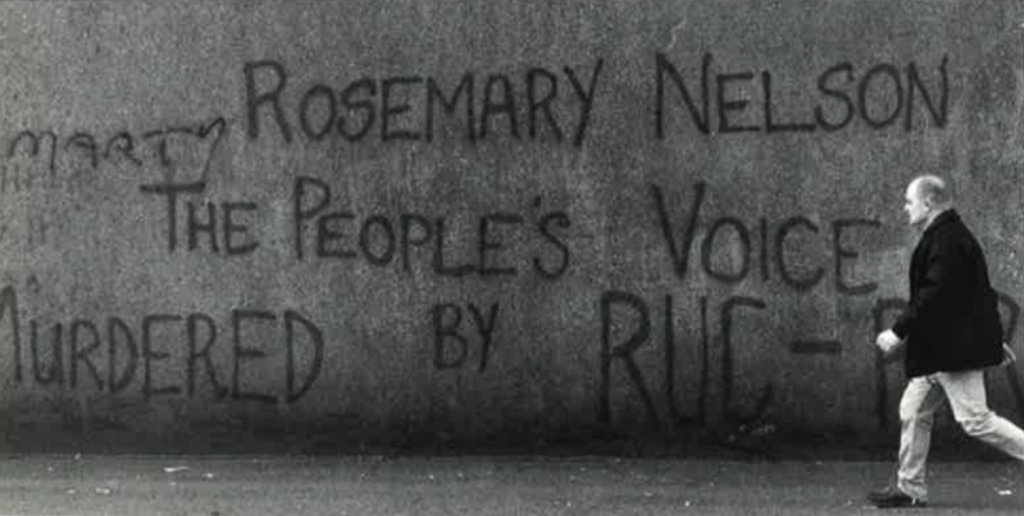 ROSEMARY NELSON
MARTY
THE PEOPLE'S VOICE
MURDERED BY RUC -